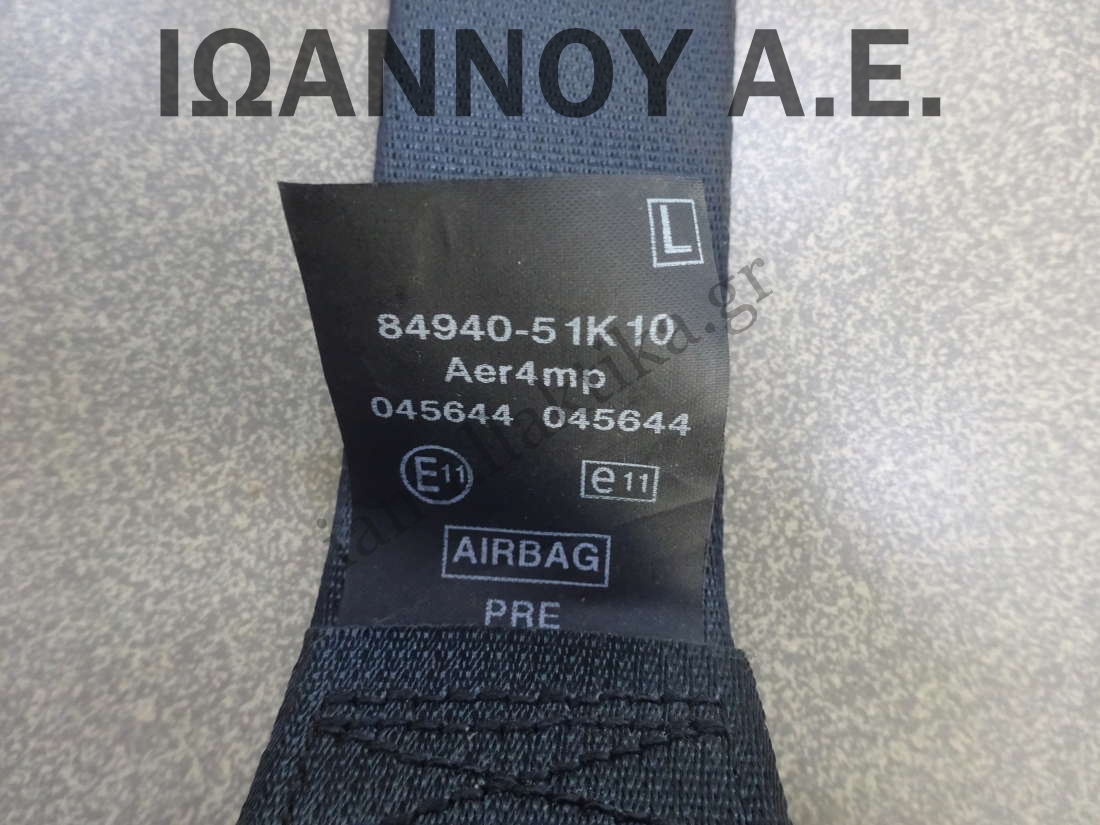 ΙΩΑΝΝΟΥ Α.Ε.
L
84940-51K10
Aer4mp
045644 045644
E11 e11
AIRBAG
PRE